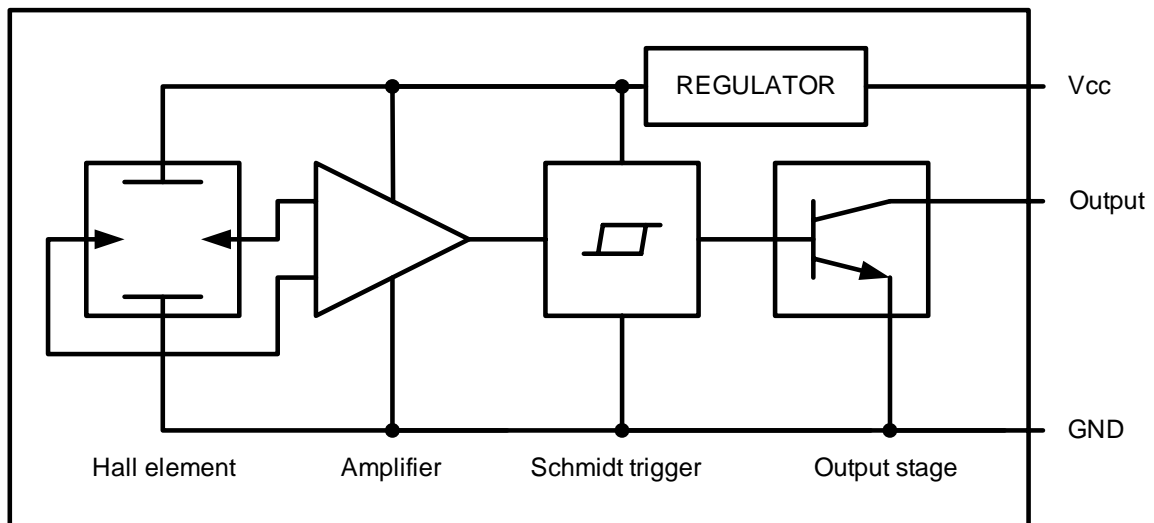 REGULATOR
Vcc
Output
GND
Hall element
Amplifier
Schmidt trigger
Output stage